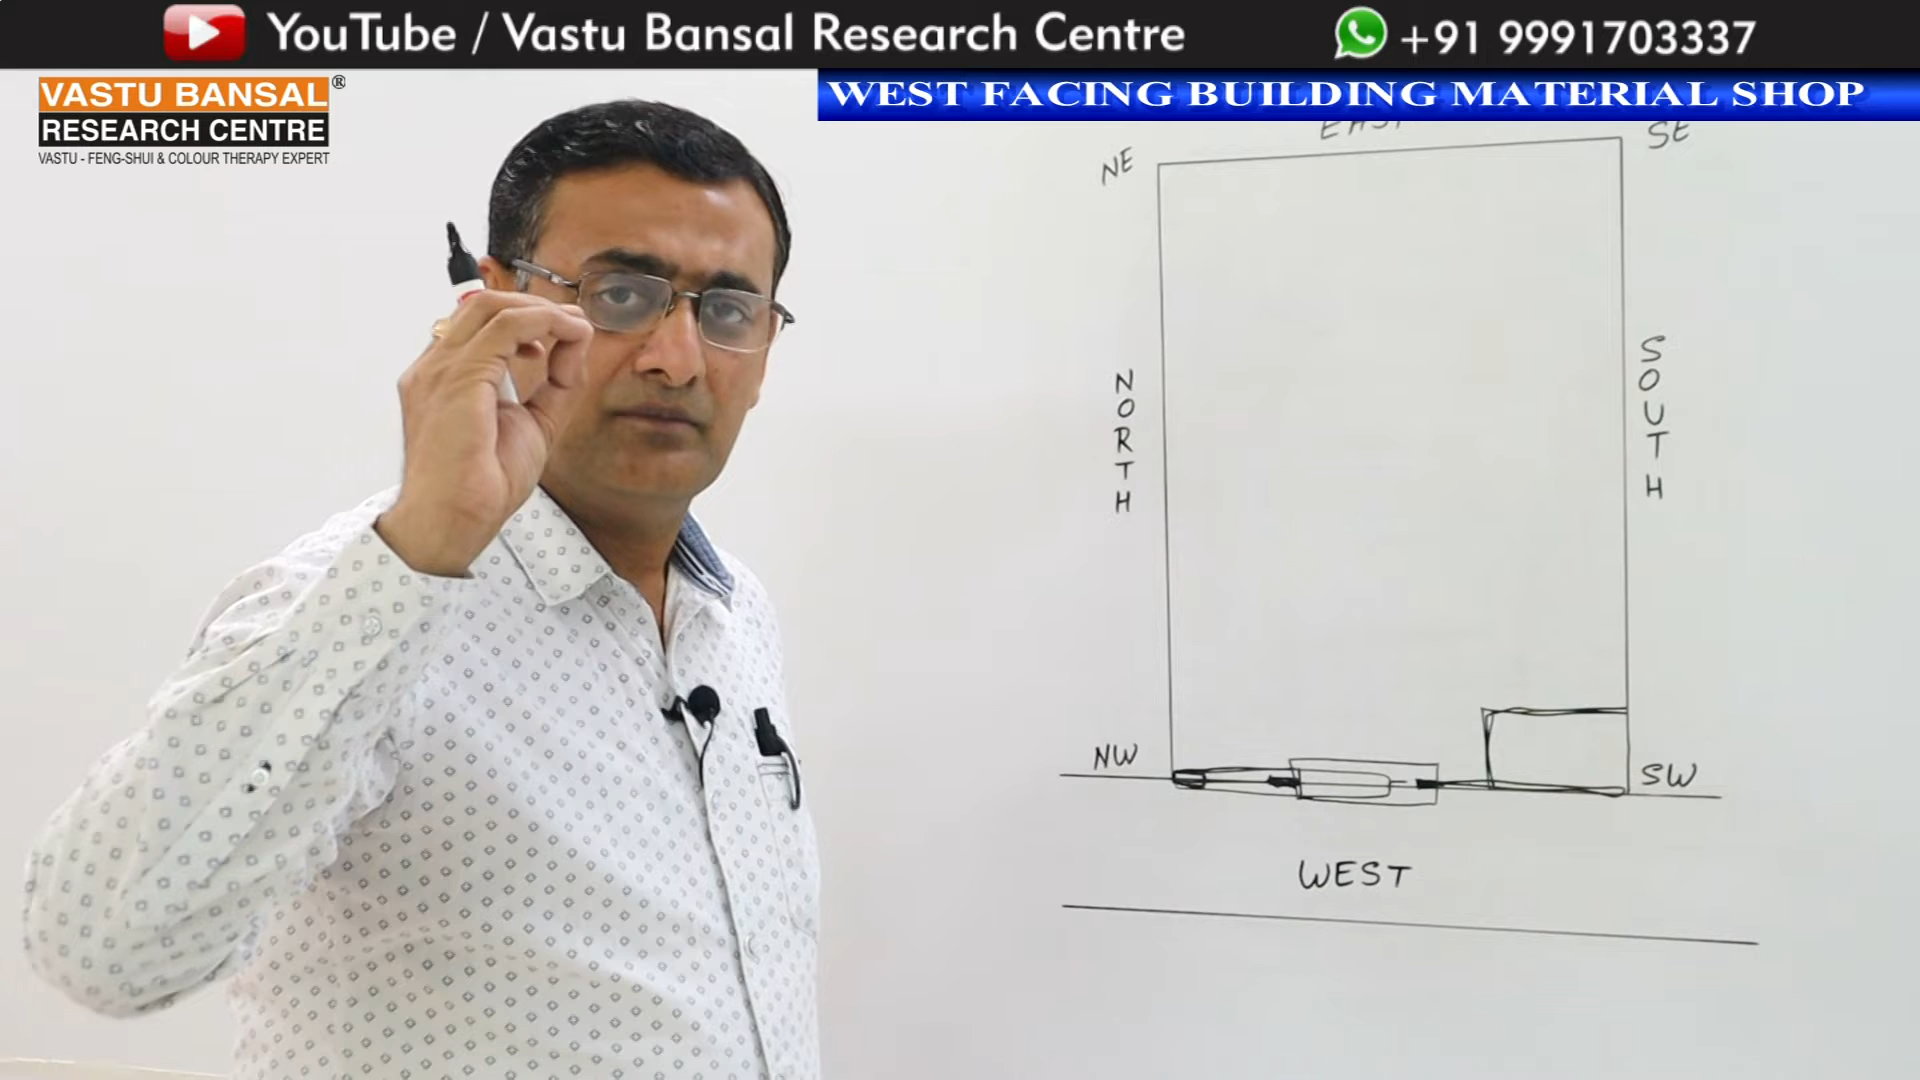 YouTube / Vastu Bansal Research Centre
+91 9991703337
VASTU BANSAL®
RESEARCH CENTRE
VASTU - FENG-SHUI & COLOUR THERAPY EXPERT
WEST FACING BUILDING MATERIAL SHOP
EAST
SE
NE
NORTH
SOUTH
NW
SW
WEST